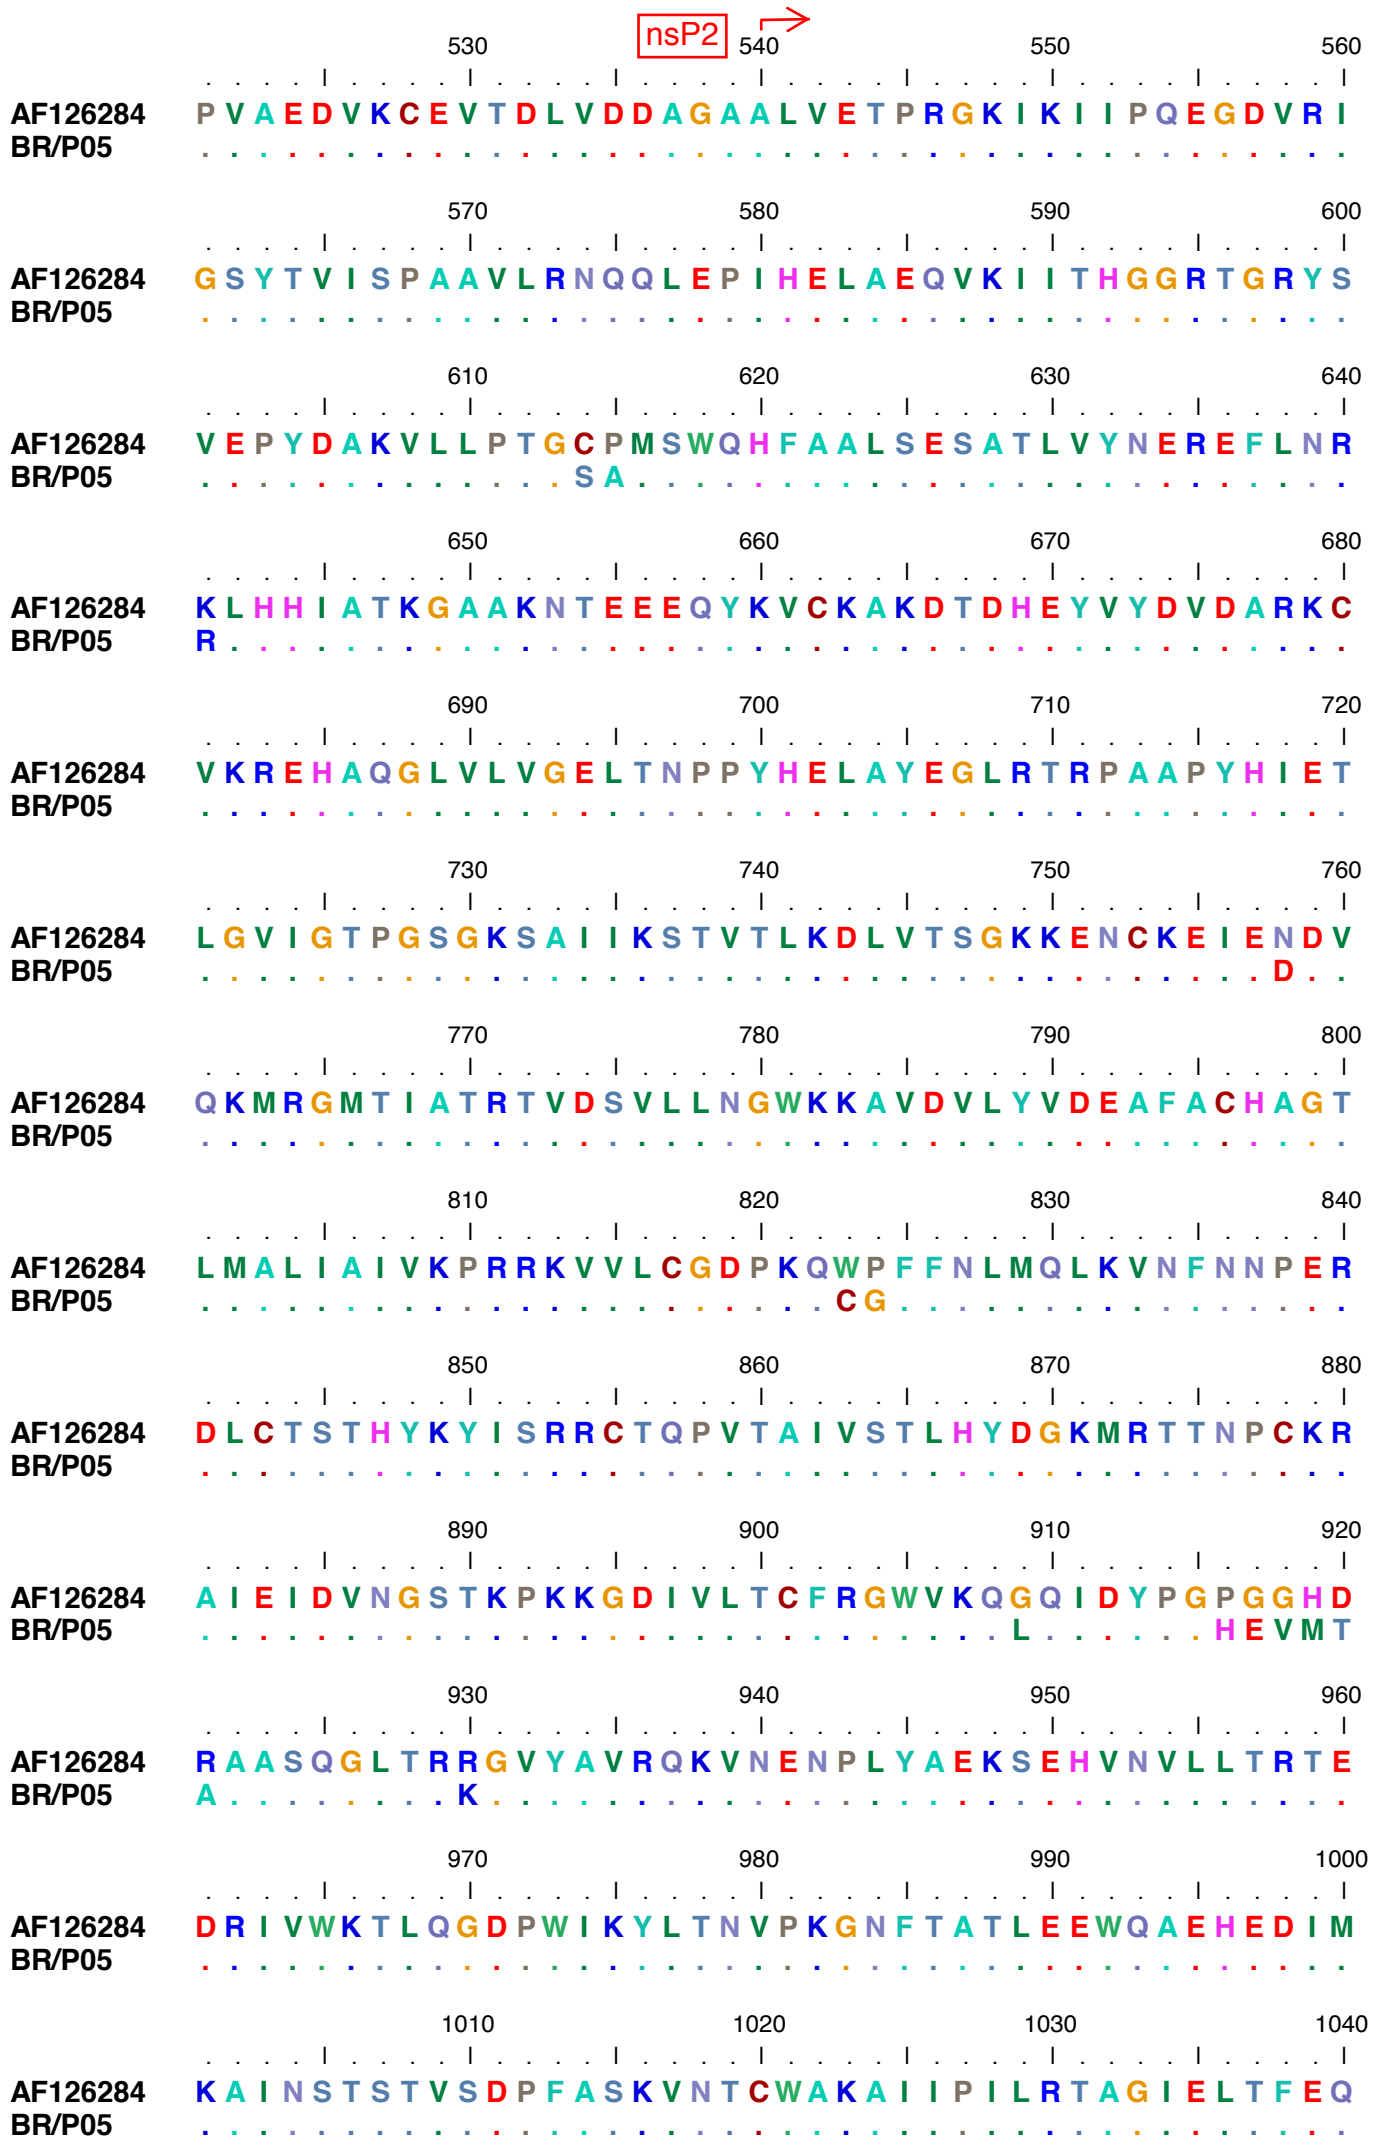 nsP2
530 540 550 560
. . . . | . . . . | . . . . | . . . . | . . . . | . . . . | . . . . | . . . . |
AF126284 P V A E D V K C E V T D L V D D A G A A L V E T P R G K I K I I P Q E G D V R I
BR/P05 . . . . . . . . . . . . . . . . . . . . . . . . . . . . . . . . . . . . . . . .
570 580 590 600
. . . . | . . . . | . . . . | . . . . | . . . . | . . . . | . . . . | . . . . |
AF126284 G S Y T V I S P A A V L R N Q Q L E P I H E L A E Q V K I I T H G G R T G R Y S
BR/P05 . . . . . . . . . . . . . . . . . . . . . . . . . . . . . . . . . . . . . . . .
610 620 630 640
. . . . | . . . . | . . . . | . . . . | . . . . | . . . . | . . . . | . . . . |
AF126284 V E P Y D A K V L L P T G C P M S W Q H F A A L S E S A T L V Y N E R E F L N R
BR/P05 . . . . . . . . . . . . . S A . . . . . . . . . . . . . . . . . . . . . . . . .
650 660 670 680
. . . . | . . . . | . . . . | . . . . | . . . . | . . . . | . . . . | . . . . |
AF126284 K L H H I A T K G A A K N T E E E Q Y K V C K A K D T D H E Y V Y D V D A R K C
BR/P05 R . . . . . . . . . . . . . . . . . . . . . . . . . . . . . . . . . . . . . . .
690 700 710 720
. . . . | . . . . | . . . . | . . . . | . . . . | . . . . | . . . . | . . . . |
AF126284 V K R E H A Q G L V L V G E L T N P P Y H E L A Y E G L R T R P A A P Y H I E T
BR/P05 . . . . . . . . . . . . . . . . . . . . . . . . . . . . . . . . . . . . . . . .
730 740 750 760
. . . . | . . . . | . . . . | . . . . | . . . . | . . . . | . . . . | . . . . |
AF126284 L G V I G T P G S G K S A I I K S T V T L K D L V T S G K K E N C K E I E N D V
BR/P05 . . . . . . . . . . . . . . . . . . . . . . . . . . . . . . . . . . . . . D . .
770 780 790 800
. . . . | . . . . | . . . . | . . . . | . . . . | . . . . | . . . . | . . . . |
AF126284 Q K M R G M T I A T R T V D S V L L N G W K K A V D V L Y V D E A F A C H A G T
BR/P05 . . . . . . . . . . . . . . . . . . . . . . . . . . . . . . . . . . . . . . . .
810 820 830 840
. . . . | . . . . | . . . . | . . . . | . . . . | . . . . | . . . . | . . . . |
AF126284 L M A L I A I V K P R R K V V L C G D P K Q W P F F N L M Q L K V N F N N P E R
BR/P05 . . . . . . . . . . . . . . . . . . . . . . C G . . . . . . . . . . . . . . . .
850 860 870 880
. . . . | . . . . | . . . . | . . . . | . . . . | . . . . | . . . . | . . . . |
AF126284 D L C T S T H Y K Y I S R R C T Q P V T A I V S T L H Y D G K M R T T N P C K R
BR/P05 . . . . . . . . . . . . . . . . . . . . . . . . . . . . . . . . . . . . . . . .
890 900 910 920
. . . . | . . . . | . . . . | . . . . | . . . . | . . . . | . . . . | . . . . |
AF126284 A I E I D V N G S T K P K K G D I V L T C F R G W V K Q G Q I D Y P G P G G H D
BR/P05 . . . . . . . . . . . . . . . . . . . . . . . . . . . . L . . . . . . H E V M T
930 940 950 960
. . . . | . . . . | . . . . | . . . . | . . . . | . . . . | . . . . | . . . . |
AF126284 R A A S Q G L T R R G V Y A V R Q K V N E N P L Y A E K S E H V N V L L T R T E
BR/P05 A . . . . . . . . K . . . . . . . . . . . . . . . . . . . . . . . . . . . . . .
970 980 990 1000
. . . . | . . . . | . . . . | . . . . | . . . . | . . . . | . . . . | . . . . |
AF126284 D R I V W K T L Q G D P W I K Y L T N V P K G N F T A T L E E W Q A E H E D I M
BR/P05 . . . . . . . . . . . . . . . . . . . . . . . . . . . . . . . . . . . . . . . .
1010 1020 1030 1040
. . . . | . . . . | . . . . | . . . . | . . . . | . . . . | . . . . | . . . . |
AF126284 K A I N S T S T V S D P F A S K V N T C W A K A I I P I L R T A G I E L T F E Q
BR/P05 . . . . . . . . . . . . . . . . . . . . . . . . . . . . . . . . . . . . . . . .